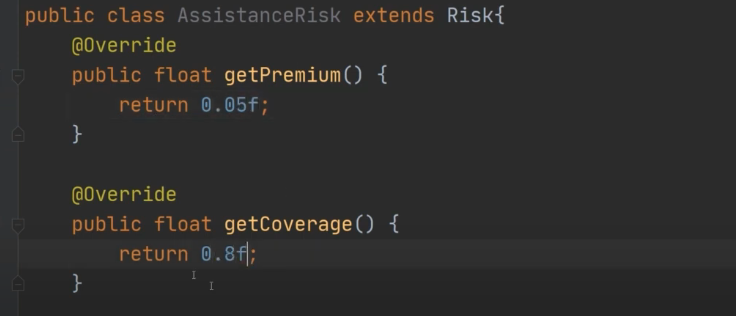 public class AssistanceRisk extends Risk{
@Override
public float getPremium() {
return 0.05f;
}
@Override
public float getCoverage() {
return 0.8f;
}